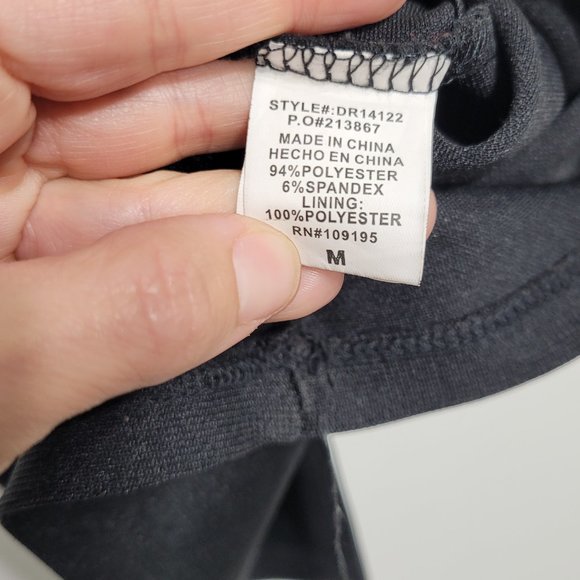 STYLE#:DR14122
P.O#213867
MADE IN CHINA
HECHO EN CHINA
94%POLYESTER
6%SPANDEX
LINING:
100%POLYESTER
RN#109195
M